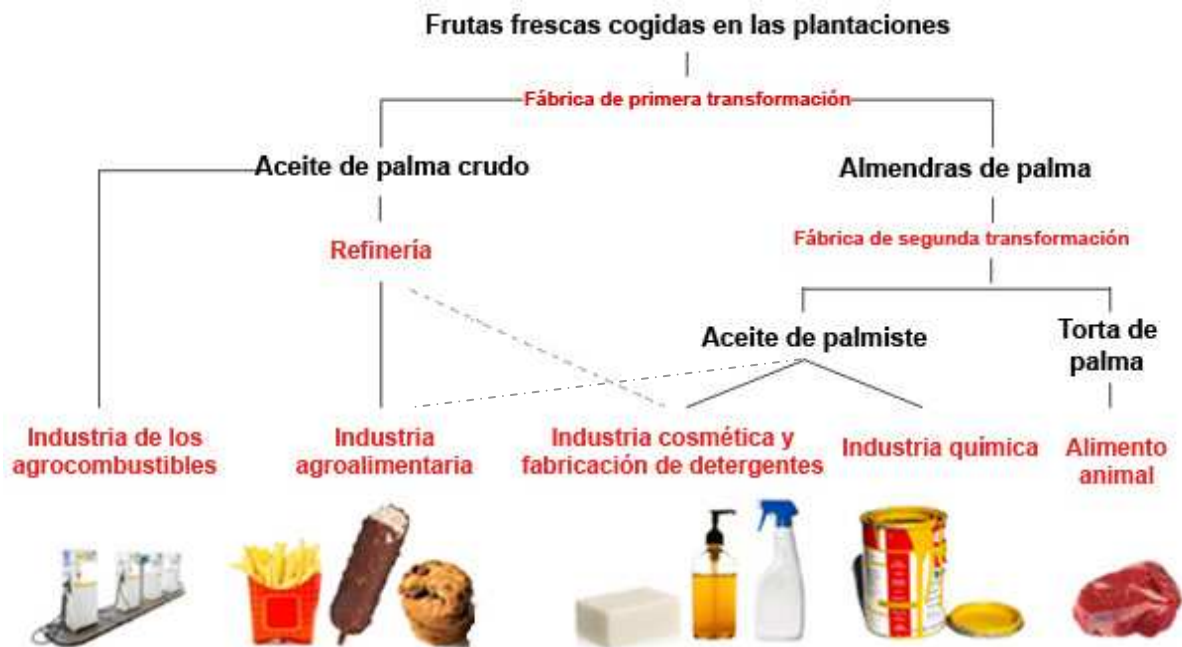 Frutas frescas cogidas en las plantaciones
Fábrica de primera transformación
Aceite de palma crudo
Almendras de palma
Refinería
Fábrica de segunda transformación
Aceite de palmiste
Torta de
palma
Industria de los
agrocombustibles
Industria
agroalimentaria
Industria cosmética y
fabricación de detergentes
Industria química
Alimento
animal